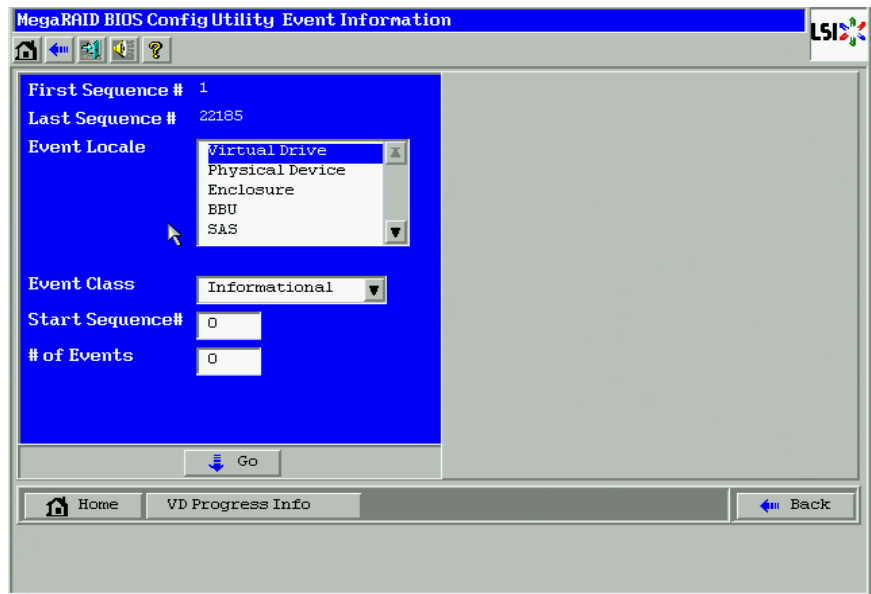 MegaRAID BIOS Config Utility Event Information
LSI
First Sequence # 1
Last Sequence # 22185
Event Locale
Virtual Drive
Physical Device
Enclosure
BBU
SAS
Event Class Informational
Start Sequence# 0
# of Events 0
Go
Home VD Progress Info Back